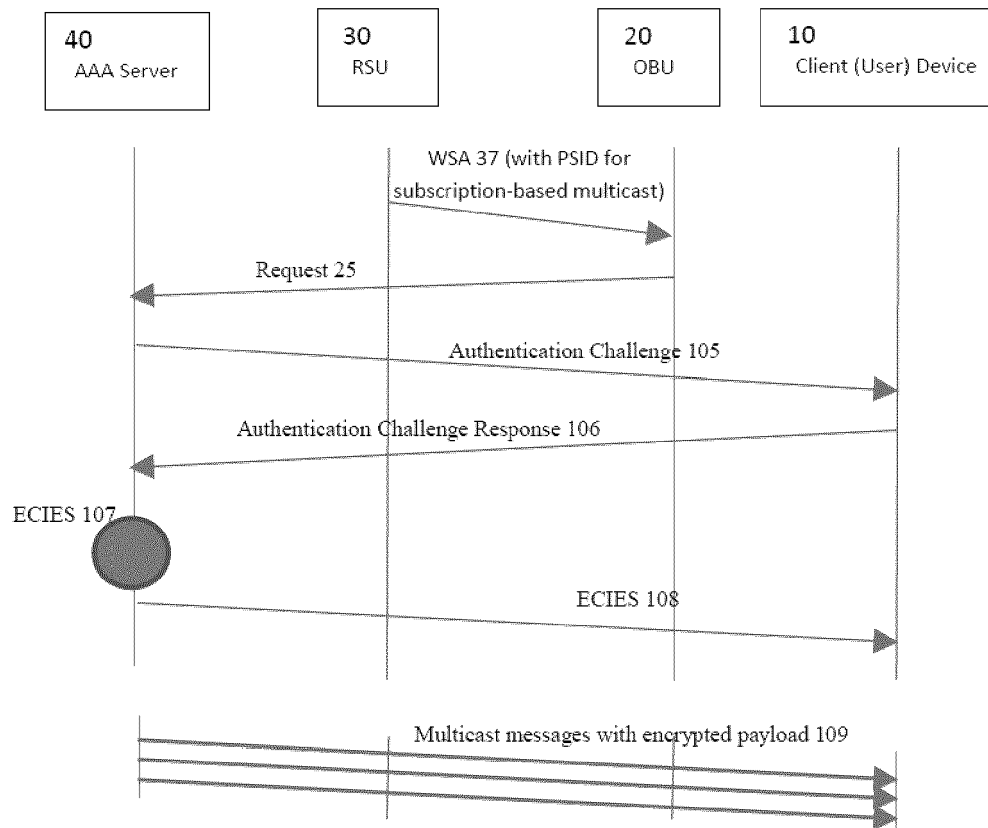 40
AAA Server
30
RSU
20
OBU
10
Client (User) Device
WSA 37 (with PSID for
subscription-based multicast)
Request 25
Authentication Challenge 105
Authentication Challenge Response 106
ECIES 107
ECIES 108
Multicast messages with encrypted payload 109